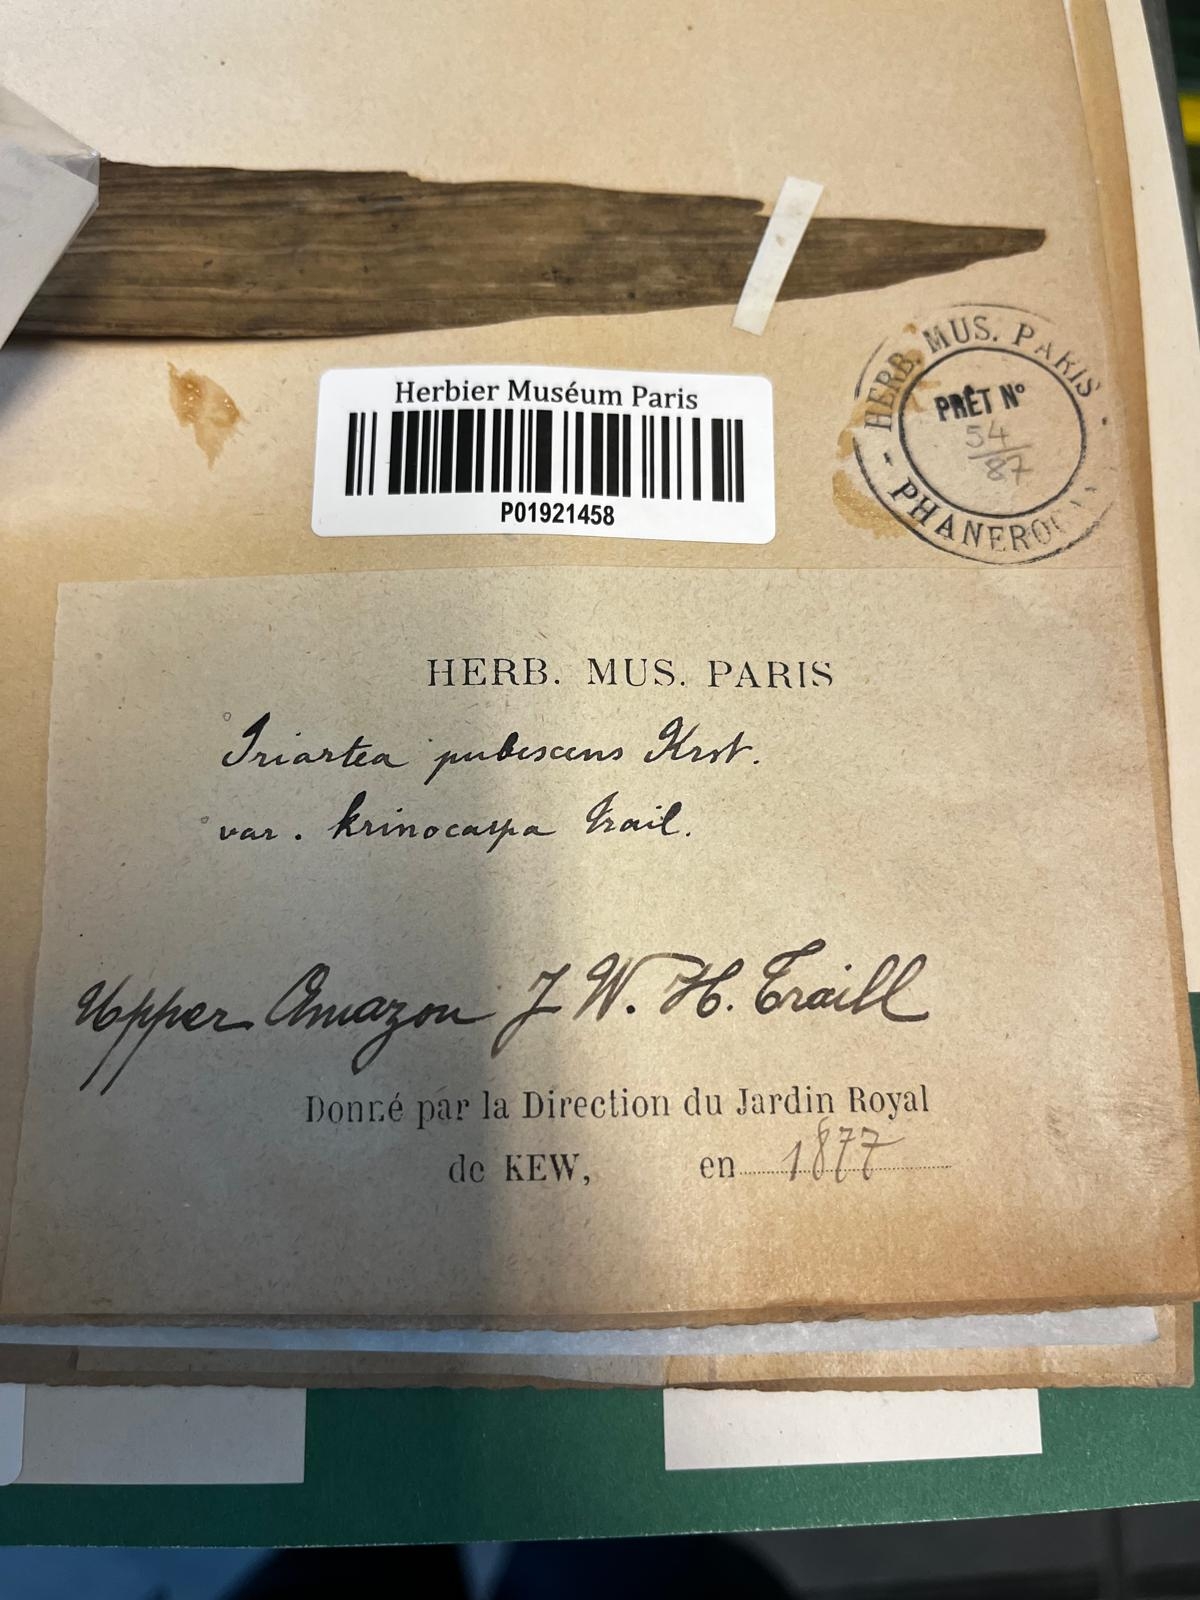 Herbier Muséum Paris
P01921458
HERB. MUS. PARIS
PRÊT N°
54
87
- PHANEROG
HERB. MUS. PARIS
Iriartea pubescens Krst.
var. krinocarpa Trail.
Upper Amazon J W. H. Traill
Donné par la Direction du Jardin Royal
de KEW, en 1877